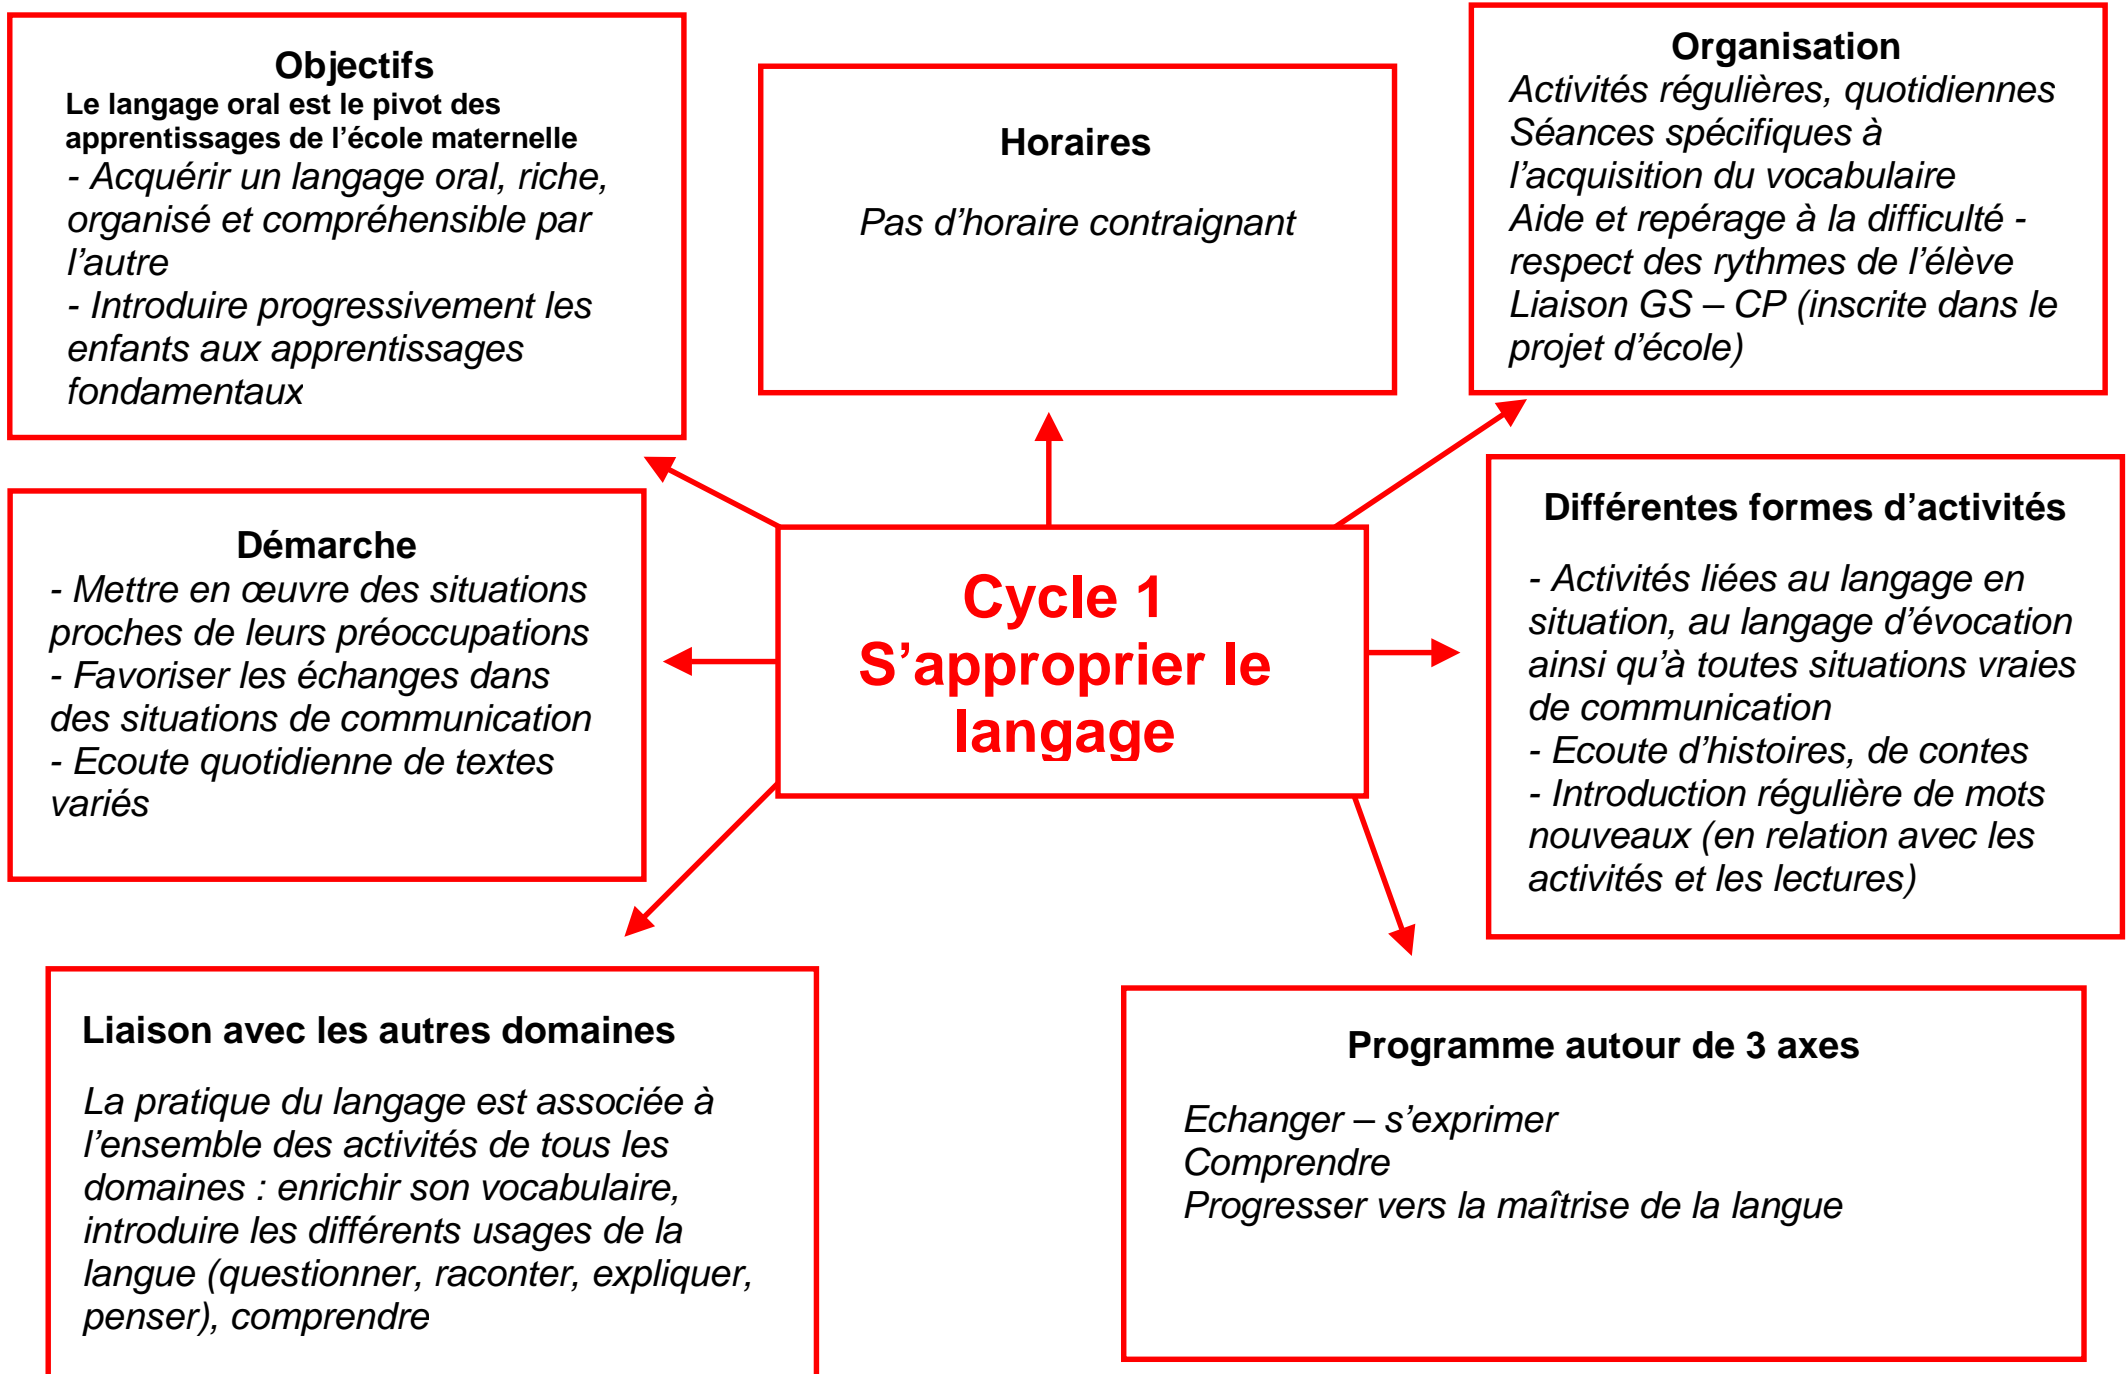 Objectifs
Le langage oral est le pivot des
apprentissages de l’école maternelle
- Acquérir un langage oral, riche,
organisé et compréhensible par
l’autre
- Introduire progressivement les
enfants aux apprentissages
fondamentaux
Horaires
Pas d’horaire contraignant
Organisation
Activités régulières, quotidiennes
Séances spécifiques à
l’acquisition du vocabulaire
Aide et repérage à la difficulté -
respect des rythmes de l’élève
Liaison GS – CP (inscrite dans le
projet d’école)
Démarche
- Mettre en œuvre des situations
proches de leurs préoccupations
- Favoriser les échanges dans
des situations de communication
- Ecoute quotidienne de textes
variés
Cycle 1
S’approprier le
langage
Différentes formes d’activités
- Activités liées au langage en
situation, au langage d’évocation
ainsi qu’à toutes situations vraies
de communication
- Ecoute d’histoires, de contes
- Introduction régulière de mots
nouveaux (en relation avec les
activités et les lectures)
Liaison avec les autres domaines
La pratique du langage est associée à
l’ensemble des activités de tous les
domaines : enrichir son vocabulaire,
introduire les différents usages de la
langue (questionner, raconter, expliquer,
penser), comprendre
Programme autour de 3 axes
Echanger – s’exprimer
Comprendre
Progresser vers la maîtrise de la langue